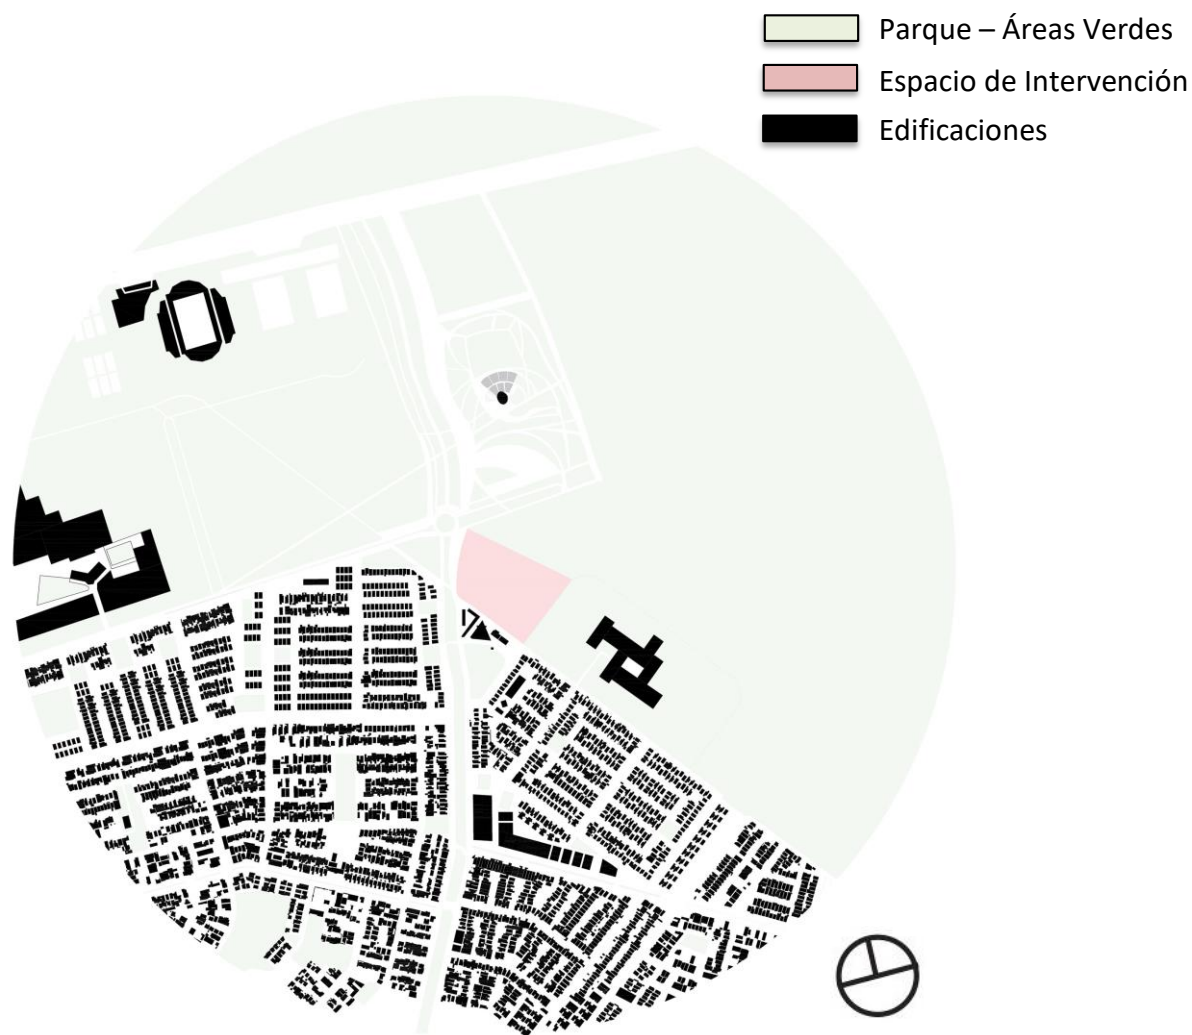 Parque – Áreas Verdes
Espacio de Intervención
Edificaciones